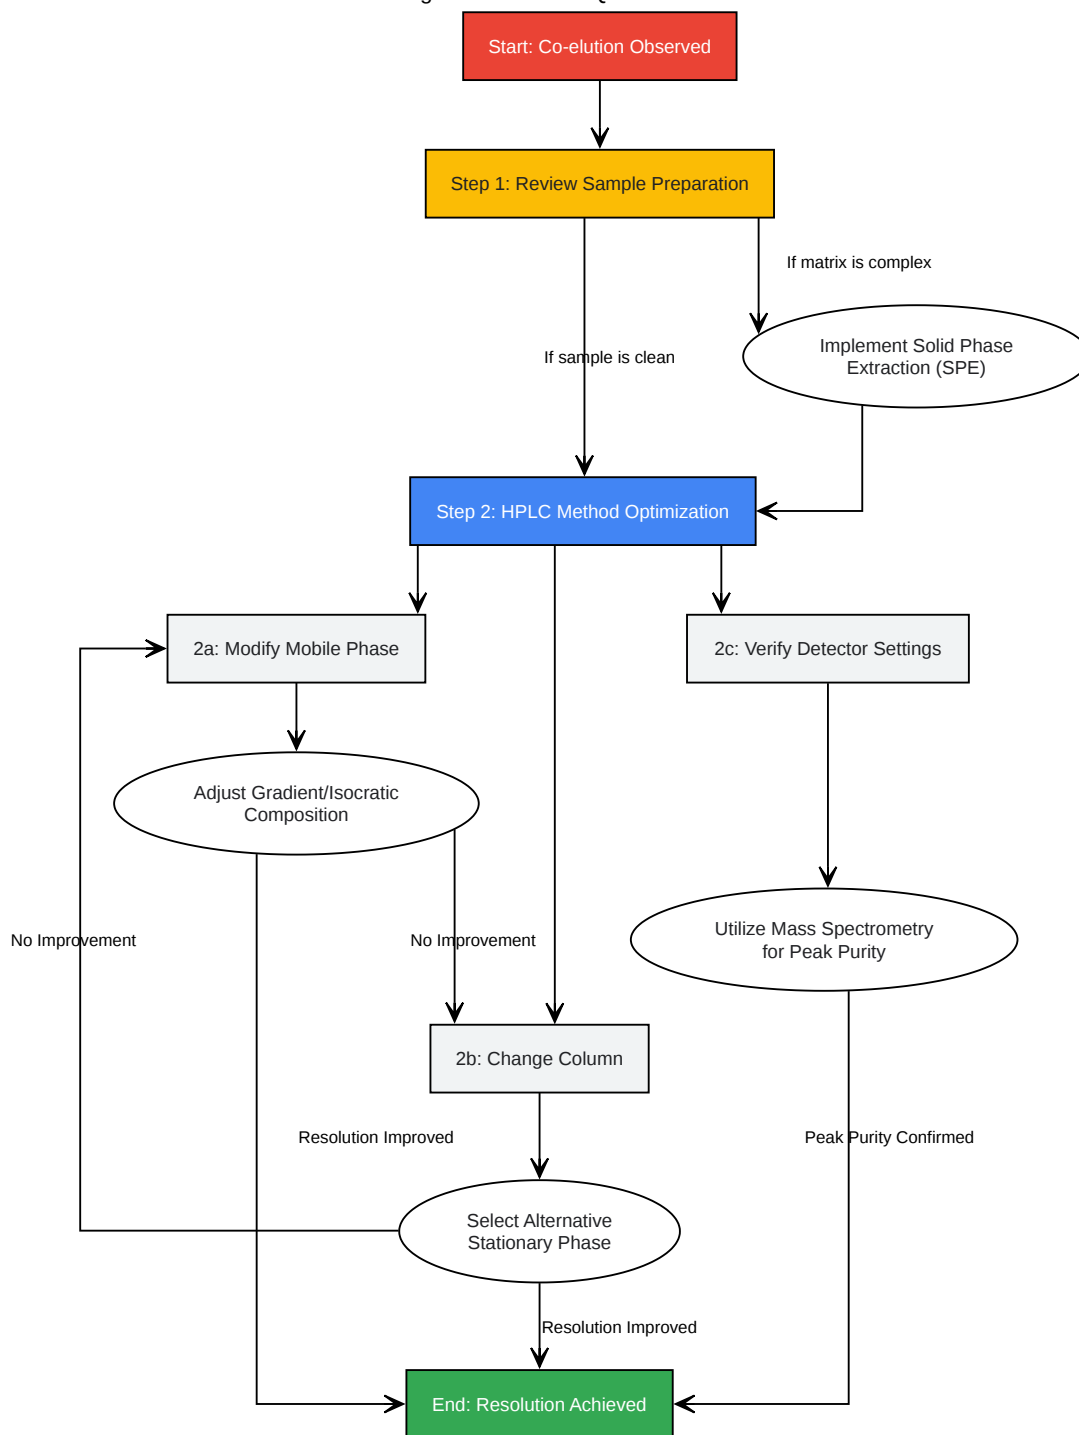 Start: Co-elution Observed
Step 1: Review Sample Preparation
If matrix is complex
Implement Solid Phase
Extraction (SPE)
If sample is clean
Step 2: HPLC Method Optimization
2a: Modify Mobile Phase
2c: Verify Detector Settings
Adjust Gradient/Isocratic
Composition
No Improvement
No Improvement
Utilize Mass Spectrometry
for Peak Purity
2b: Change Column
Resolution Improved
Peak Purity Confirmed
Select Alternative
Stationary Phase
Resolution Improved
End: Resolution Achieved